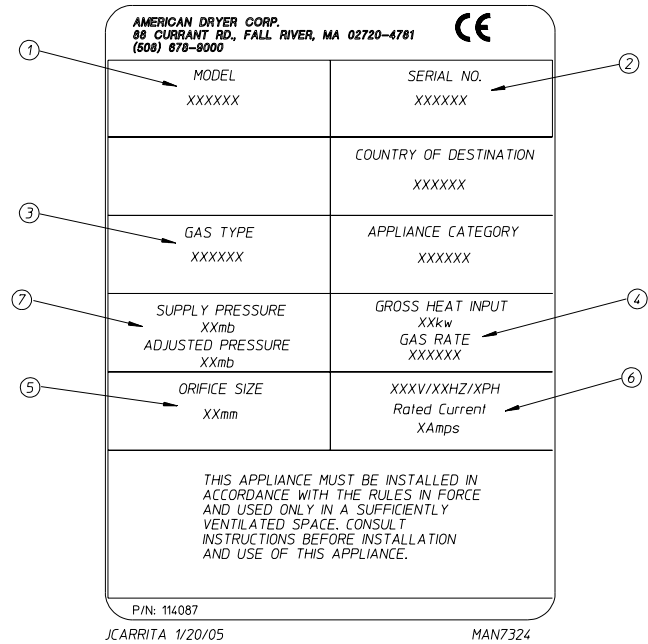 AMERICAN DRYER CORP.
88 CURRANT RD., FALL RIVER, MA 02720-4781
(508) 678-9000
CE
1
MODEL
XXXXXX
SERIAL NO.
XXXXXX
2
COUNTRY OF DESTINATION
XXXXXX
3
GAS TYPE
XXXXXX
APPLIANCE CATEGORY
XXXXXX
7
SUPPLY PRESSURE
XXmb
ADJUSTED PRESSURE
XXmb
GROSS HEAT INPUT
XXkw
GAS RATE
XXXXXX
4
5
ORIFICE SIZE
XXmm
XXXV/XXHZ/XPH
Rated Current
XAmps
6
THIS APPLIANCE MUST BE INSTALLED IN
ACCORDANCE WITH THE RULES IN FORCE
AND USED ONLY IN A SUFFICIENTLY
VENTILATED SPACE. CONSULT
INSTRUCTIONS BEFORE INSTALLATION
AND USE OF THIS APPLIANCE.
P/N: 114087
JCARRITA 1/20/05
MAN7324